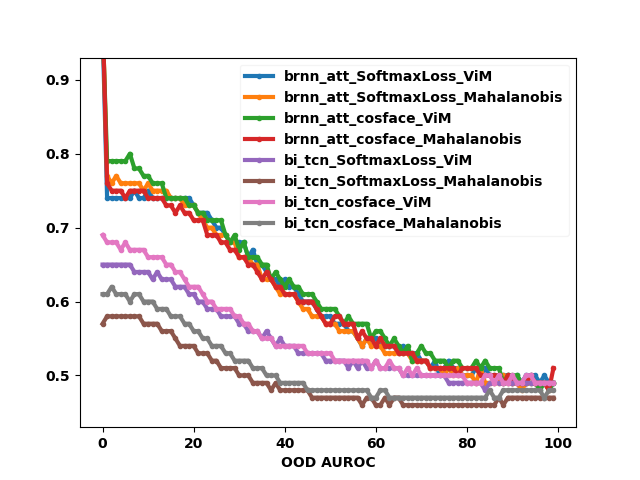 0.9
0.8
0.7
0.6
0.5
brnn_att_SoftmaxLoss_ViM
brnn_att_SoftmaxLoss_Mahalanobis
brnn_att_cosface_ViM
brnn_att_cosface_Mahalanobis
bi_tcn_SoftmaxLoss_ViM
bi_tcn_SoftmaxLoss_Mahalanobis
bi_tcn_cosface_ViM
bi_tcn_cosface_Mahalanobis
0 20 40 60 80 100
OOD AUROC